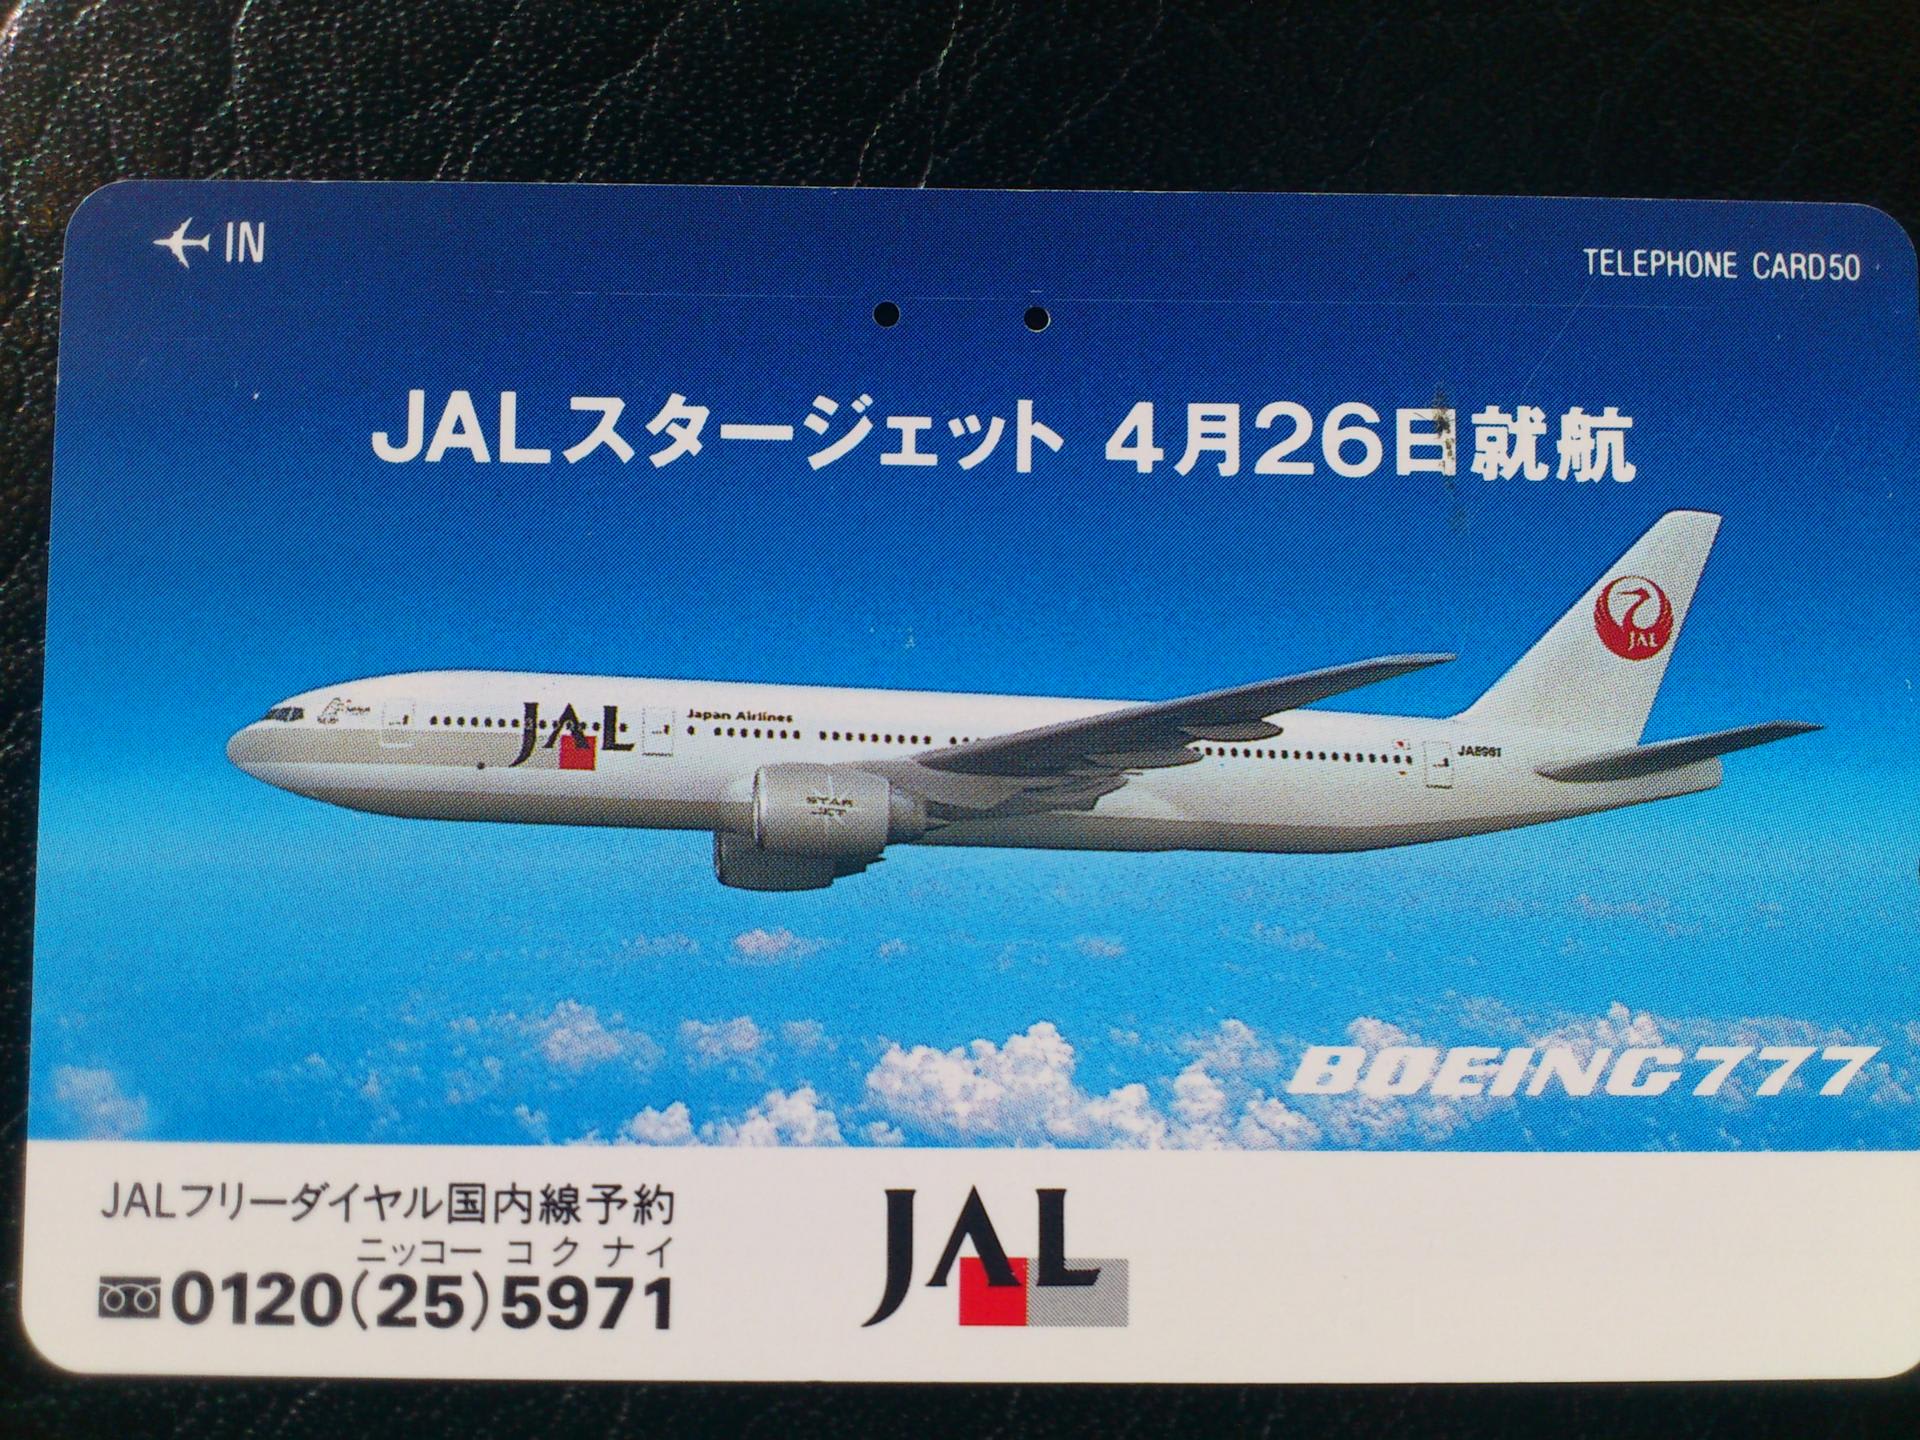 IN
TELEPHONE CARD50
JALスタージェット 4月26日就航
JAL
Japan Airlines
STAR
JET
JAL
BOEING777
JALフリーダイヤル国内線予約
ニッコー コクナイ
0120(25)5971
JAL